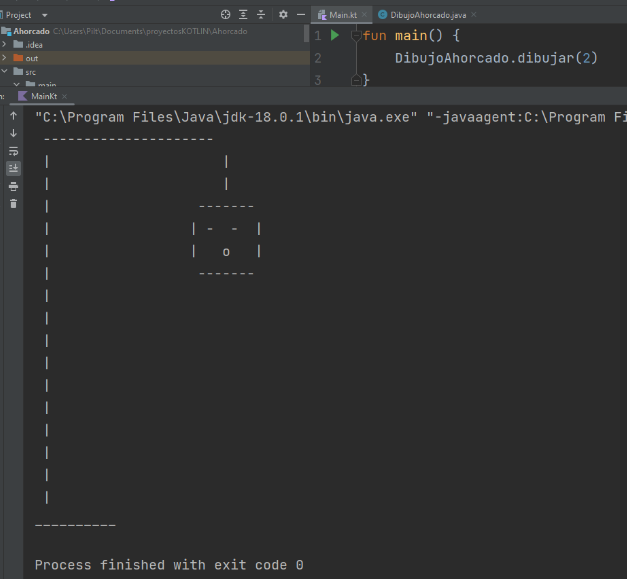 Project
Main.kt
DibujoAhorcado.java
Ahorcado C:\Users\Pilt\Documents\proyectosKOTLIN\Ahorcado
.idea
out
src
main
1 fun main() {
2 DibujoAhorcado.dibujar(2)
3 }
MainKt
"C:\Program Files\Java\jdk-18.0.1\bin\java.exe" "-javaagent:C:\Program Fi
 ---------------------
 |                     |
 |                     |
 |                  -------
 |                 | -  -  |
 |                 |   o   |
 |                  -------
 |
 |
 |
 |
 |
 |
 |
 |
 |
 |
----------
Process finished with exit code 0